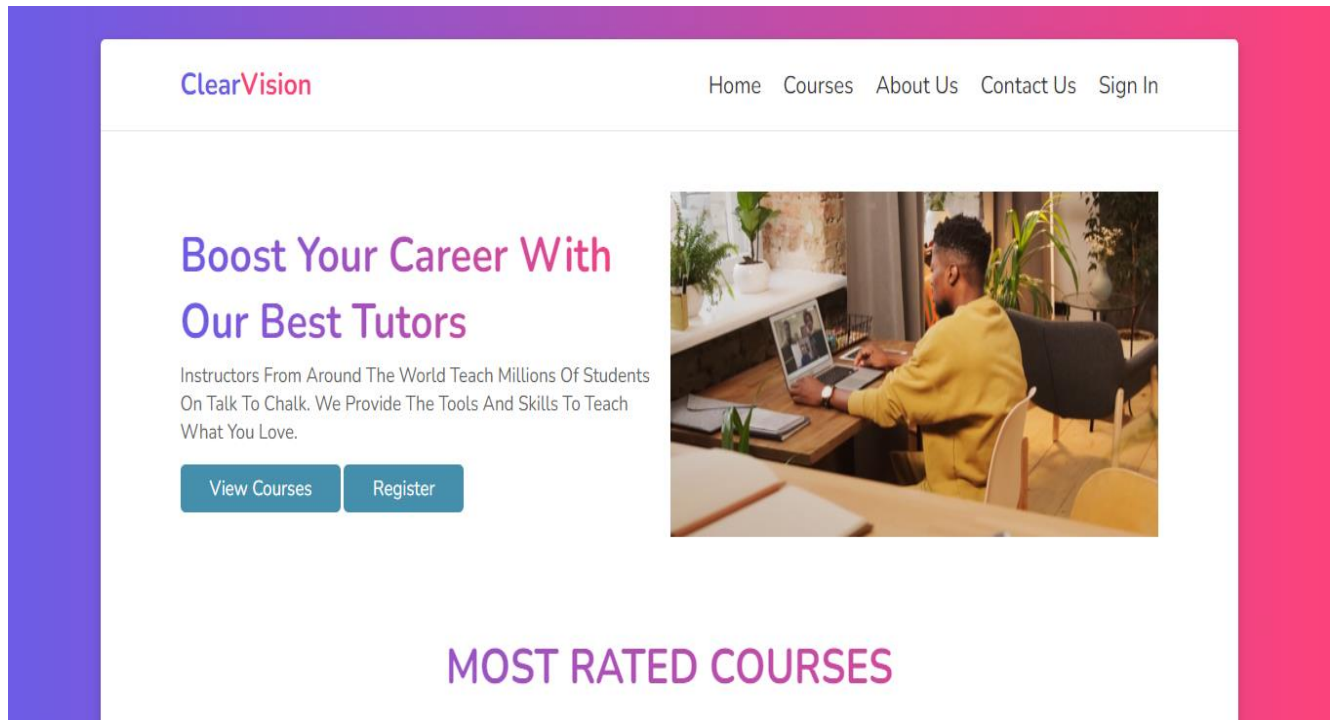 ClearVision
Home Courses About Us Contact Us Sign In
Boost Your Career With
Our Best Tutors
Instructors From Around The World Teach Millions Of Students
On Talk To Chalk. We Provide The Tools And Skills To Teach
What You Love.
View Courses Register
MOST RATED COURSES